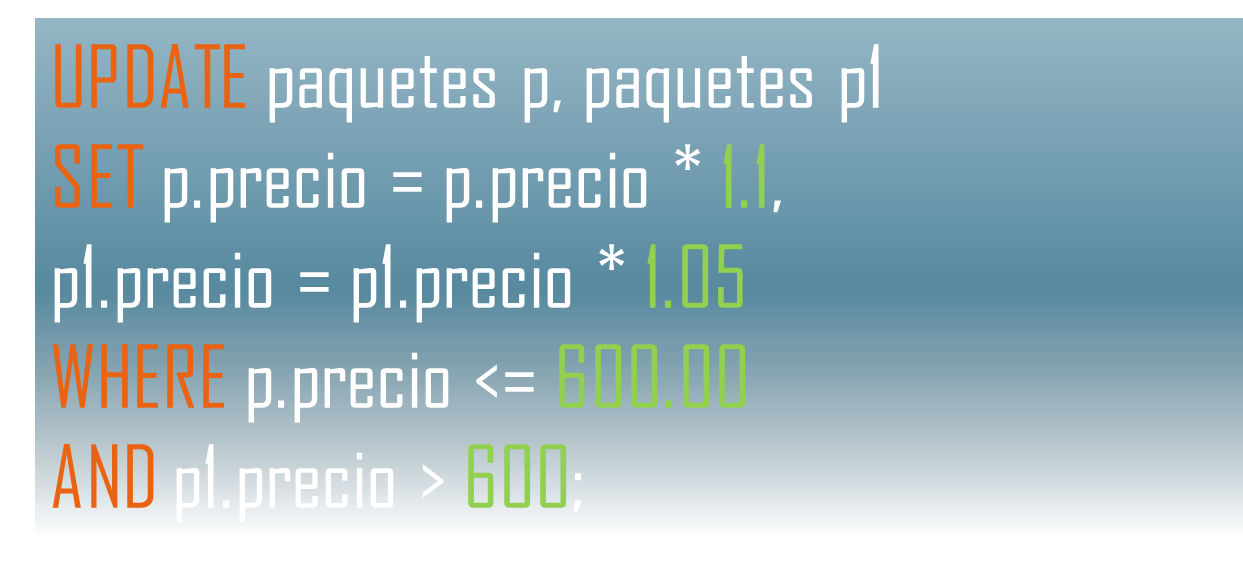 UPDATE paquetes p, paquetes p1
SET p.precio = p.precio * 1.1,
p1.precio = p1.precio * 1.05
WHERE p.precio <= 600.00
AND p1.precio > 600;